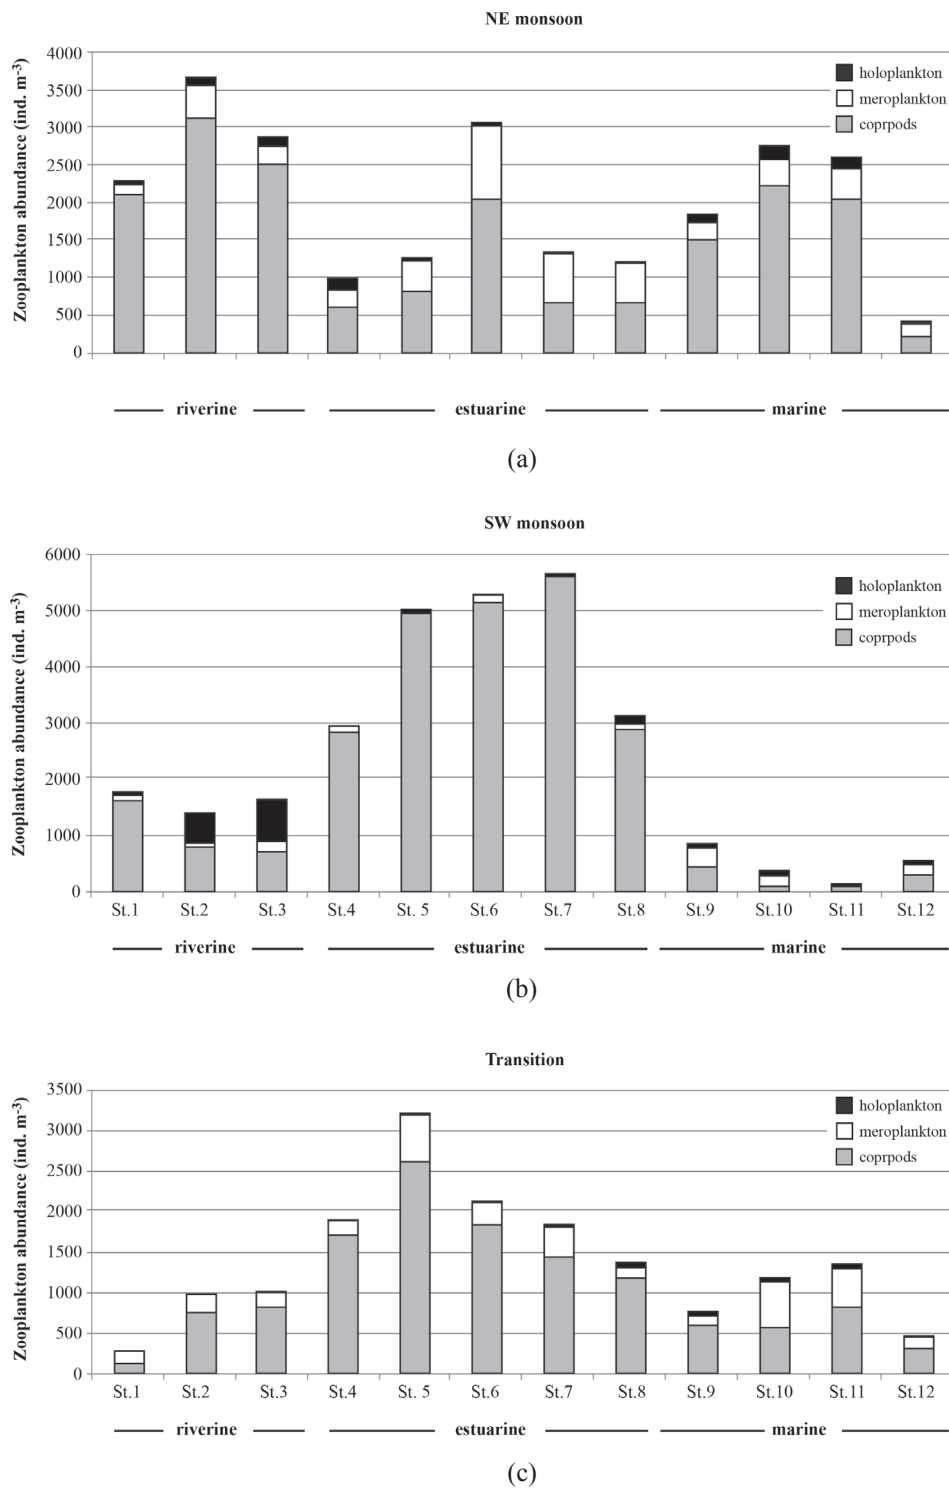 NE monsoon
Zooplankton abundance (ind. m-3)
4000
3500
3000
2500
2000
1500
1000
500
0
holoplankton
meroplankton
coprpods
riverine estuarine marine
(a)
SW monsoon
Zooplankton abundance (ind. m-3)
6000
5000
4000
3000
2000
1000
0
holoplankton
meroplankton
coprpods
St.1 St.2 St.3 St.4 St. 5 St.6 St.7 St.8 St.9 St.10 St.11 St.12
riverine estuarine marine
(b)
Transition
Zooplankton abundance (ind. m-3)
3500
3000
2500
2000
1500
1000
500
0
holoplankton
meroplankton
coprpods
St.1 St.2 St.3 St.4 St. 5 St.6 St.7 St.8 St.9 St.10 St.11 St.12
riverine estuarine marine
(c)